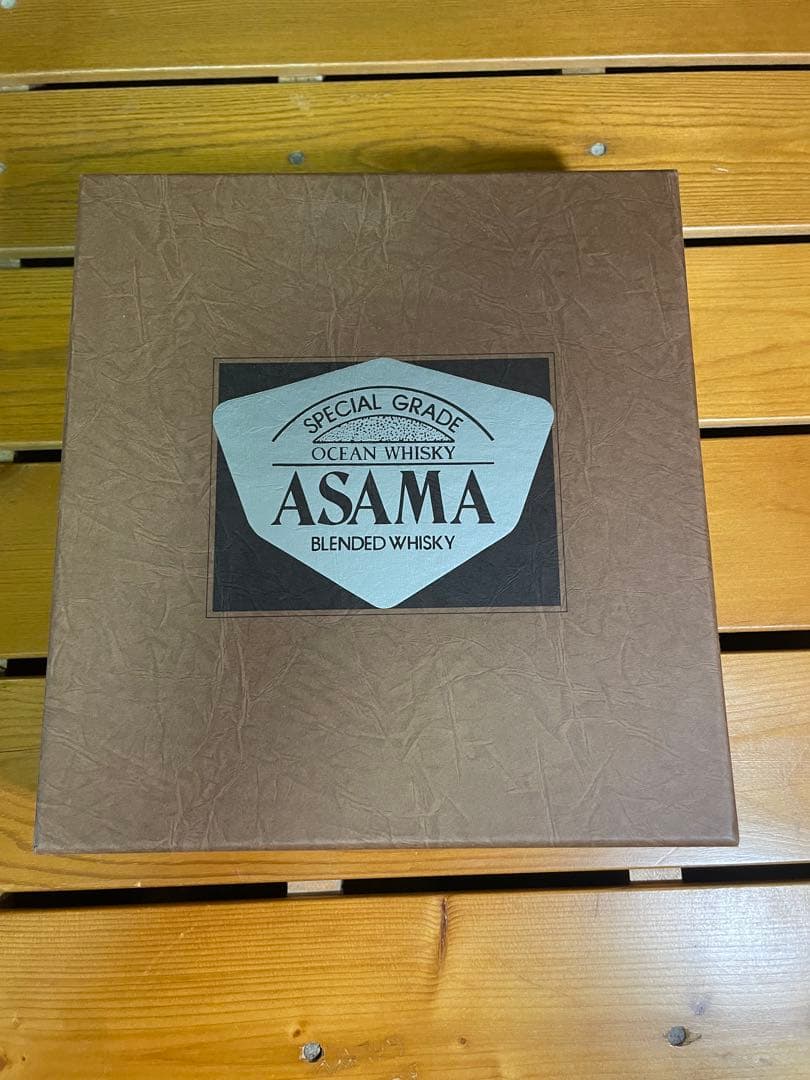 SPECIAL GRADE
OCEAN WHISKY
ASAMA
BLENDED WHISKY